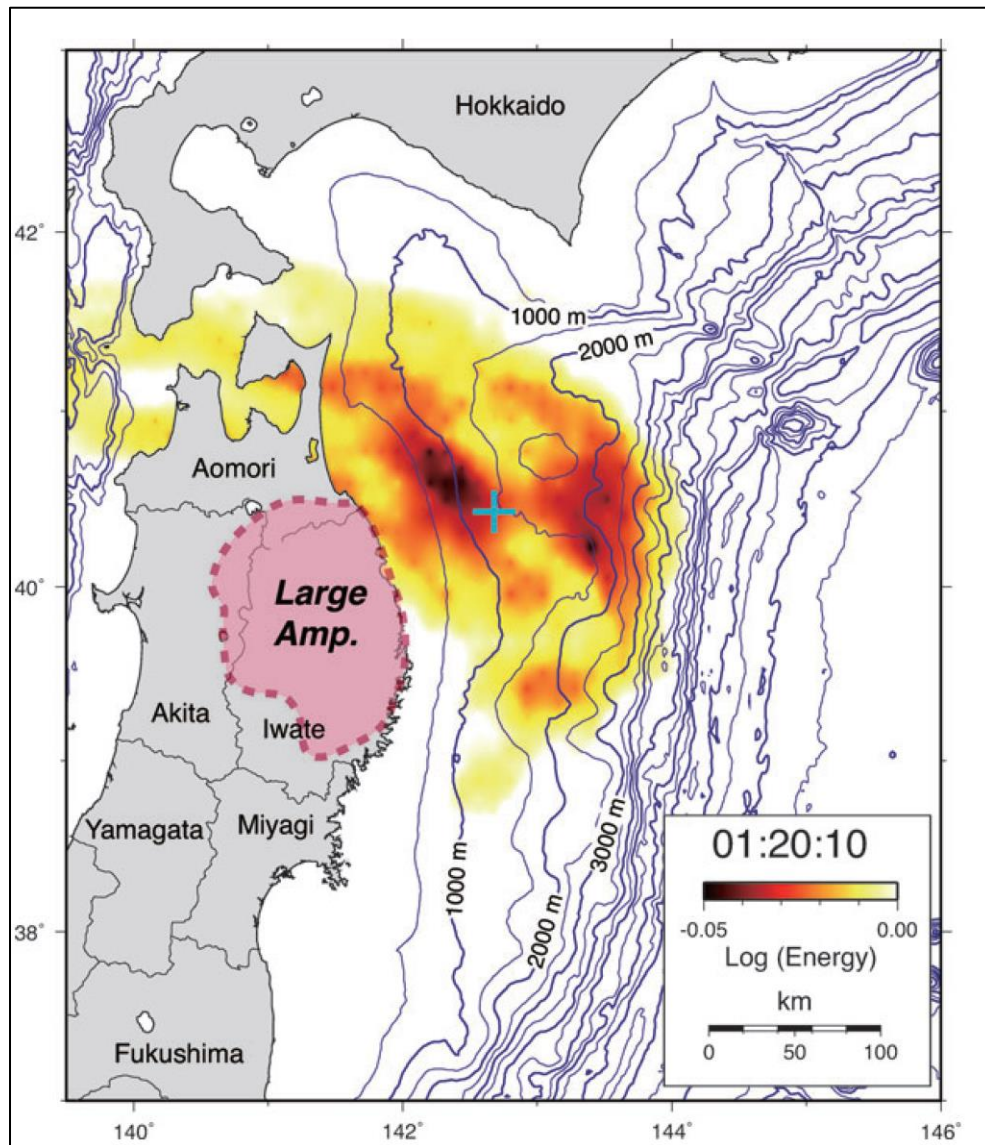 Hokkaido
42°
1000 m
2000 m
Aomori
40°
Large
Amp.
Akita
Iwate
Yamagata
Miyagi
1000 m
2000 m
3000 m
38°
Fukushima
01:20:10
-0.05 0.00
Log (Energy)
km
0 50 100
140° 142° 144° 146°